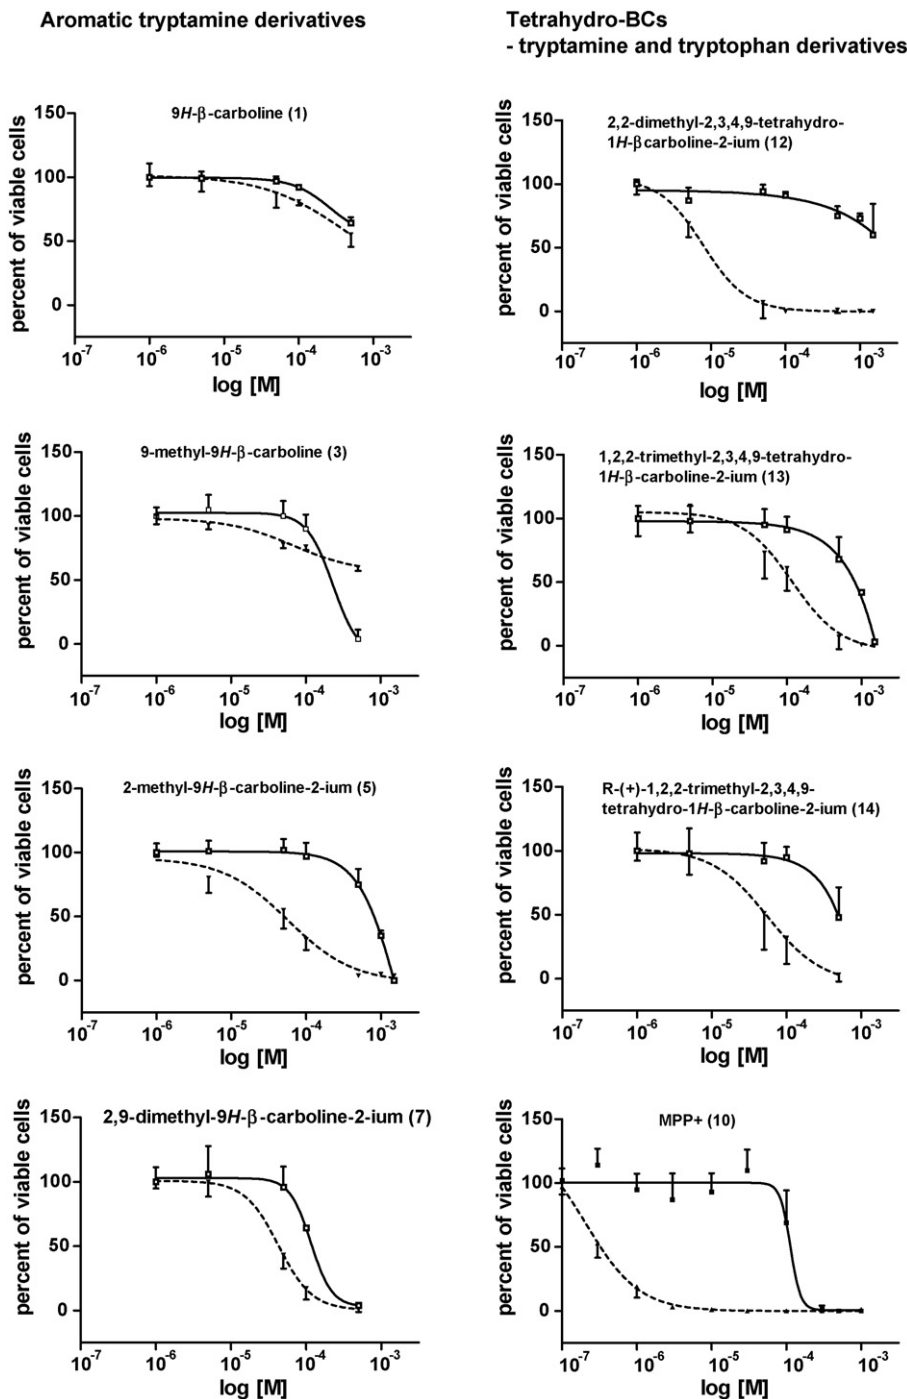 Aromatic tryptamine derivatives
Tetrahydro-BCs
- tryptamine and tryptophan derivatives
9H-β-carboline (1)
percent of viable cells
150
100
50
0
10⁻⁷ 10⁻⁶ 10⁻⁵ 10⁻⁴ 10⁻³
log [M]
2,2-dimethyl-2,3,4,9-tetrahydro-
1H-βcarboline-2-ium (12)
percent of viable cells
150
100
50
0
10⁻⁷ 10⁻⁶ 10⁻⁵ 10⁻⁴ 10⁻³
log [M]
9-methyl-9H-β-carboline (3)
percent of viable cells
150
100
50
0
10⁻⁷ 10⁻⁶ 10⁻⁵ 10⁻⁴ 10⁻³
log [M]
1,2,2-trimethyl-2,3,4,9-tetrahydro-
1H-β-carboline-2-ium (13)
percent of viable cells
150
100
50
0
10⁻⁷ 10⁻⁶ 10⁻⁵ 10⁻⁴ 10⁻³
log [M]
2-methyl-9H-β-carboline-2-ium (5)
percent of viable cells
150
100
50
0
10⁻⁷ 10⁻⁶ 10⁻⁵ 10⁻⁴ 10⁻³
log [M]
R-(+)-1,2,2-trimethyl-2,3,4,9-
tetrahydro-1H-β-carboline-2-ium (14)
percent of viable cells
150
100
50
0
10⁻⁷ 10⁻⁶ 10⁻⁵ 10⁻⁴ 10⁻³
log [M]
2,9-dimethyl-9H-β-carboline-2-ium (7)
percent of viable cells
150
100
50
0
10⁻⁷ 10⁻⁶ 10⁻⁵ 10⁻⁴ 10⁻³
log [M]
MPP+ (10)
percent of viable cells
150
100
50
0
10⁻⁷ 10⁻⁶ 10⁻⁵ 10⁻⁴ 10⁻³
log [M]